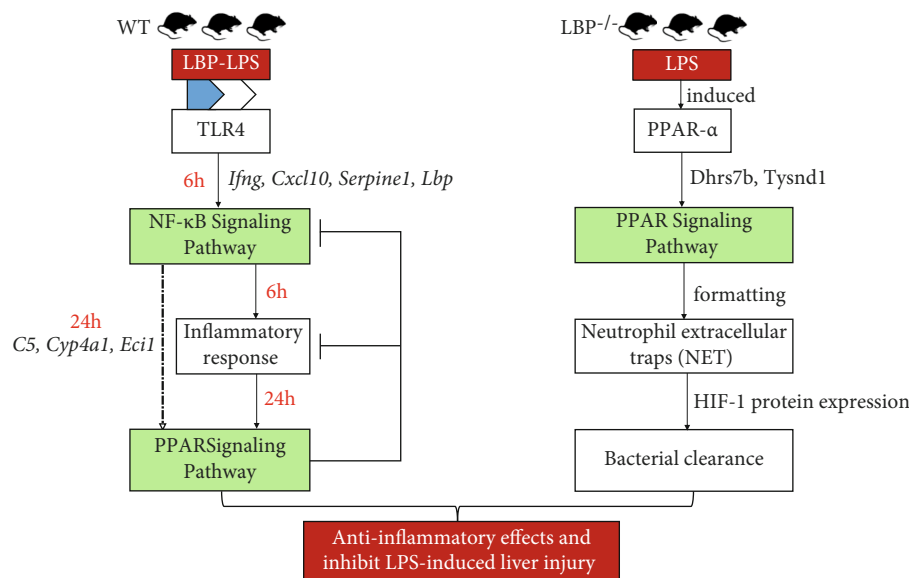 WT
LBP-LPS
TLR4
6h
Ifng, Cxcl10, Serpine1, Lbp
NF-κB Signaling
Pathway
6h
24h
C5, Cyp4a1, Eci1
Inflammatory
response
24h
PPARSignaling
Pathway
LBP-/-
LPS
induced
PPAR-α
Dhrs7b, Tysnd1
PPAR Signaling
Pathway
formatting
Neutrophil extracellular
traps (NET)
HIF-1 protein expression
Bacterial clearance
Anti-inflammatory effects and
inhibit LPS-induced liver injury